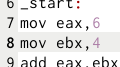 6 _start:
7 mov eax,6
8 mov ebx,4
9 add eax,ebx